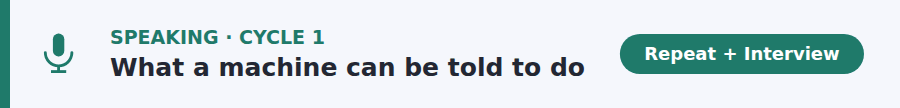 SPEAKING · CYCLE 1
What a machine can be told to do
Repeat + Interview